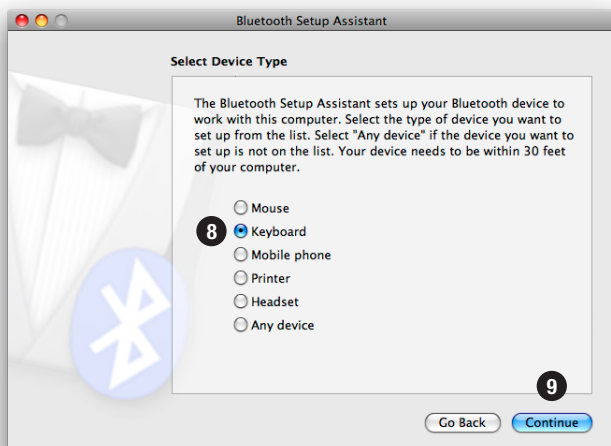 Bluetooth Setup Assistant
Select Device Type
The Bluetooth Setup Assistant sets up your Bluetooth device to
work with this computer. Select the type of device you want to
set up from the list. Select "Any device" if the device you want to
set up is not on the list. Your device needs to be within 30 feet
of your computer.
Mouse
8 Keyboard
Mobile phone
Printer
Headset
Any device
9
Go Back Continue